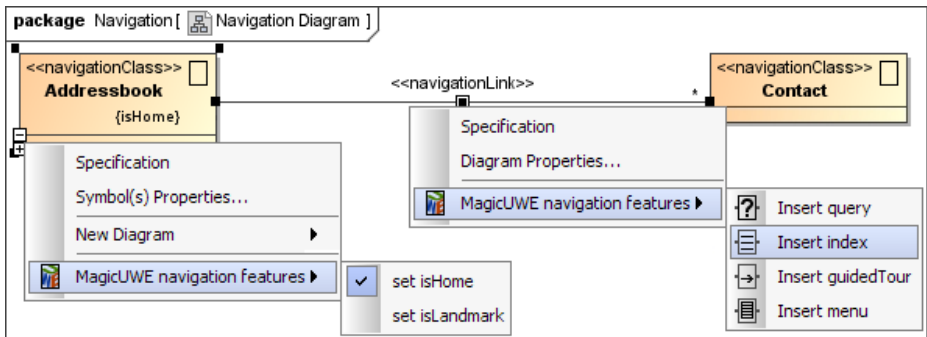 package Navigation [ Navigation Diagram ]
<<navigationClass>>
Addressbook
{isHome}
<<navigationLink>>
*
<<navigationClass>>
Contact
Specification
Symbol(s) Properties...
New Diagram
MagicUWE navigation features
set isHome
set isLandmark
Specification
Diagram Properties...
MagicUWE navigation features
Insert query
Insert index
Insert guidedTour
Insert menu